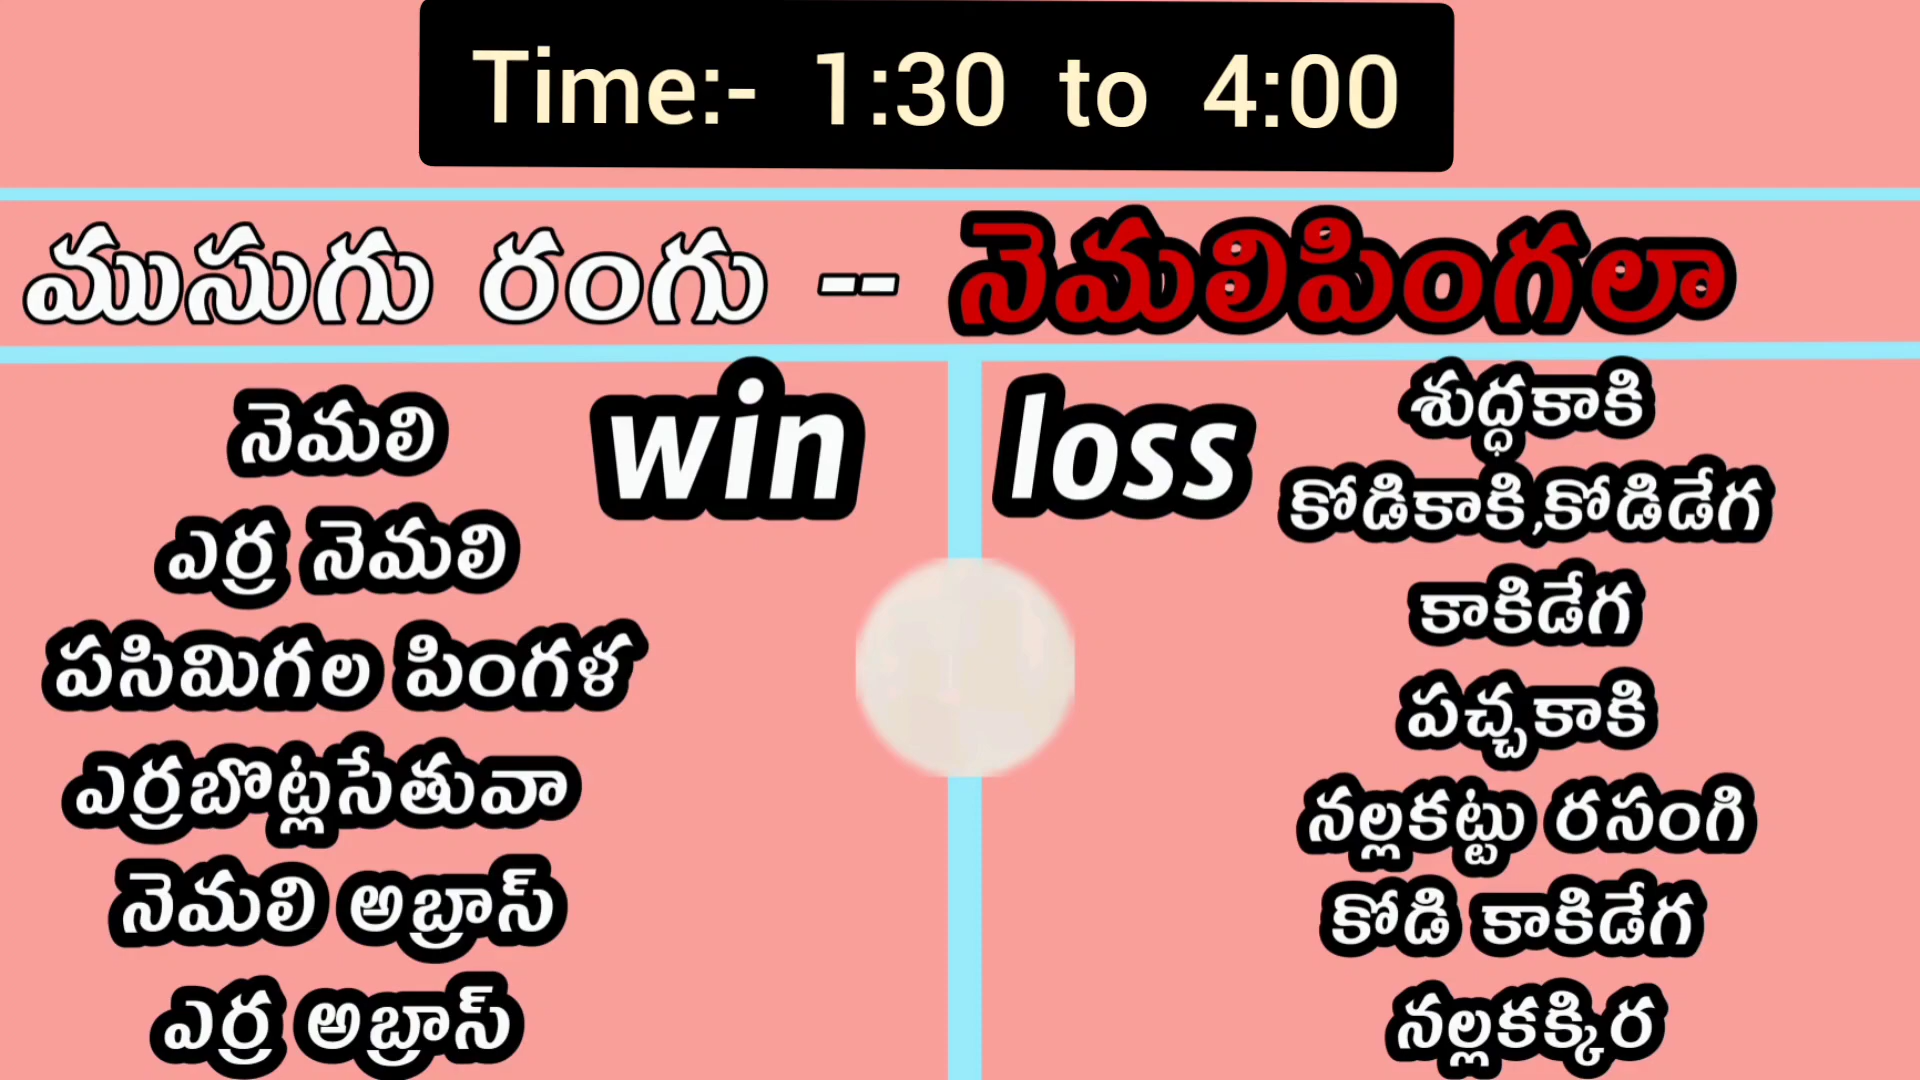 Time:- 1:30 to 4:00
ముసుగు రంగు -- నెమలిపింగలా
win
నెమలి
ఎర్ర నెమలి
పసిమిగల పింగళ
ఎర్రబొట్లసేతువా
నెమలి అబ్రాస్
ఎర్ర అబ్రాస్
loss
శుద్ధకాకి
కోడికాకి,కోడిడేగ
కాకిడేగ
పచ్చకాకి
నల్లకట్టు రసంగి
కోడి కాకిడేగ
నల్లకక్కిర